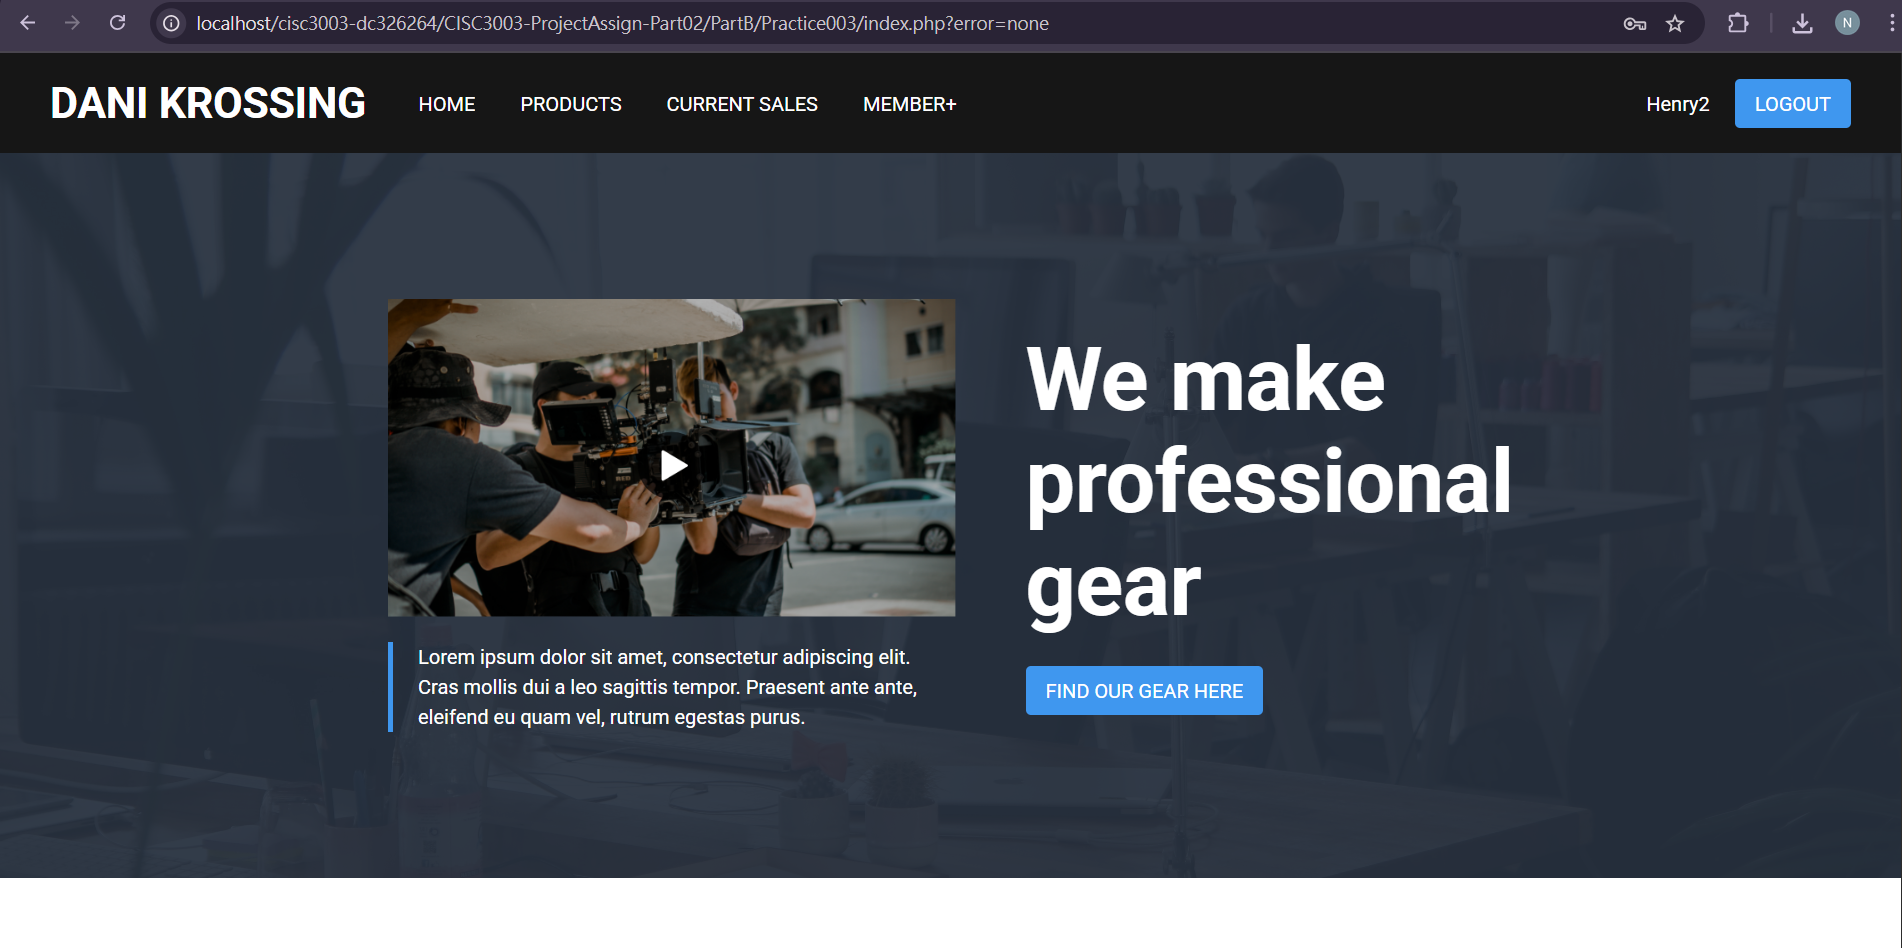 localhost/cisc3003-dc326264/CISC3003-ProjectAssign-Part02/PartB/Practice003/index.php?error=none
N
DANI KROSSING
HOME
PRODUCTS
CURRENT SALES
MEMBER+
Henry2
LOGOUT
We make
professional
gear
Lorem ipsum dolor sit amet, consectetur adipiscing elit.
Cras mollis dui a leo sagittis tempor. Praesent ante ante,
eleifend eu quam vel, rutrum egestas purus.
FIND OUR GEAR HERE